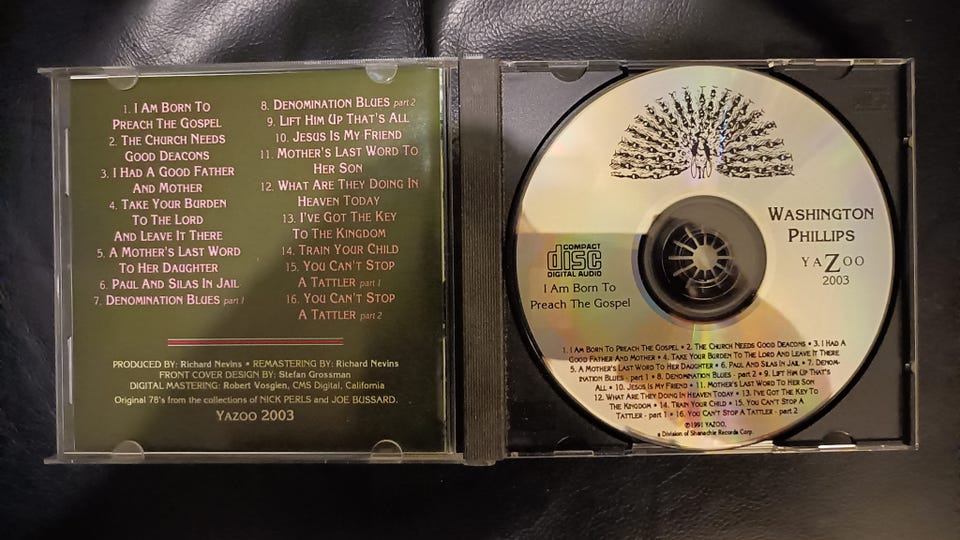 1. I Am Born To
Preach The Gospel
2. The Church Needs
Good Deacons
3. I Had A Good Father
And Mother
4. Take Your Burden
To The Lord
And Leave It There
5. A Mother's Last Word
To Her Daughter
6. Paul And Silas In Jail
7. Denomination Blues part 1
8. Denomination Blues part 2
9. Lift Him Up That's All
10. Jesus Is My Friend
11. Mother's Last Word To
Her Son
12. What Are They Doing In
Heaven Today
13. I've Got The Key
To The Kingdom
14. Train Your Child
15. You Can't Stop
A Tattler part 1
16. You Can't Stop
A Tattler part 2
PRODUCED BY: Richard Nevins • REMASTERING BY: Richard Nevins
FRONT COVER DESIGN BY: Stefan Grossman
DIGITAL MASTERING: Robert Vosgien, CMS Digital, California
Original 78's from the collections of NICK PERLS and JOE BUSSARD.
Yazoo 2003
Washington
Phillips
YAZOO
2003
COMPACT
disc
DIGITAL AUDIO
I Am Born To
Preach The Gospel
1. I Am Born To Preach The Gospel • 2. The Church Needs Good Deacons • 3. I Had A
Good Father And Mother • 4. Take Your Burden To The Lord And Leave It There
5. A Mother's Last Word To Her Daughter • 6. Paul And Silas In Jail • 7. Denom-
ination Blues - part 1 • 8. Denomination Blues - part 2 • 9. Lift Him Up That's
All • 10. Jesus Is My Friend • 11. Mother's Last Word To Her Son
12. What Are They Doing In Heaven Today • 13. I've Got The Key To
The Kingdom • 14. Train Your Child • 15. You Can't Stop A
Tattler - part 1 • 16. You Can't Stop A Tattler - part 2
©1991 YAZOO,
a Division of Shanachie Records Corp.